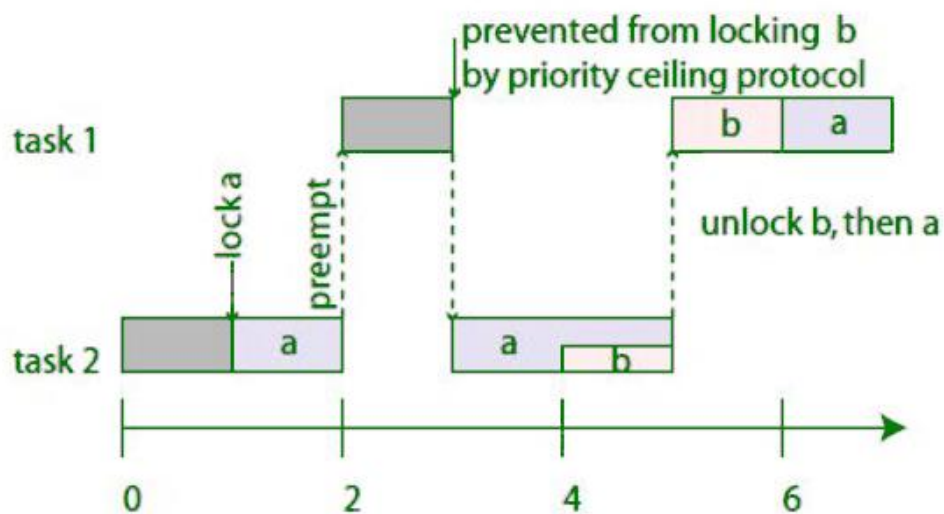 prevented from locking b
by priority ceiling protocol
task 1
b
a
lock a
preempt
unlock b, then a
task 2
a
a
b
0
2
4
6